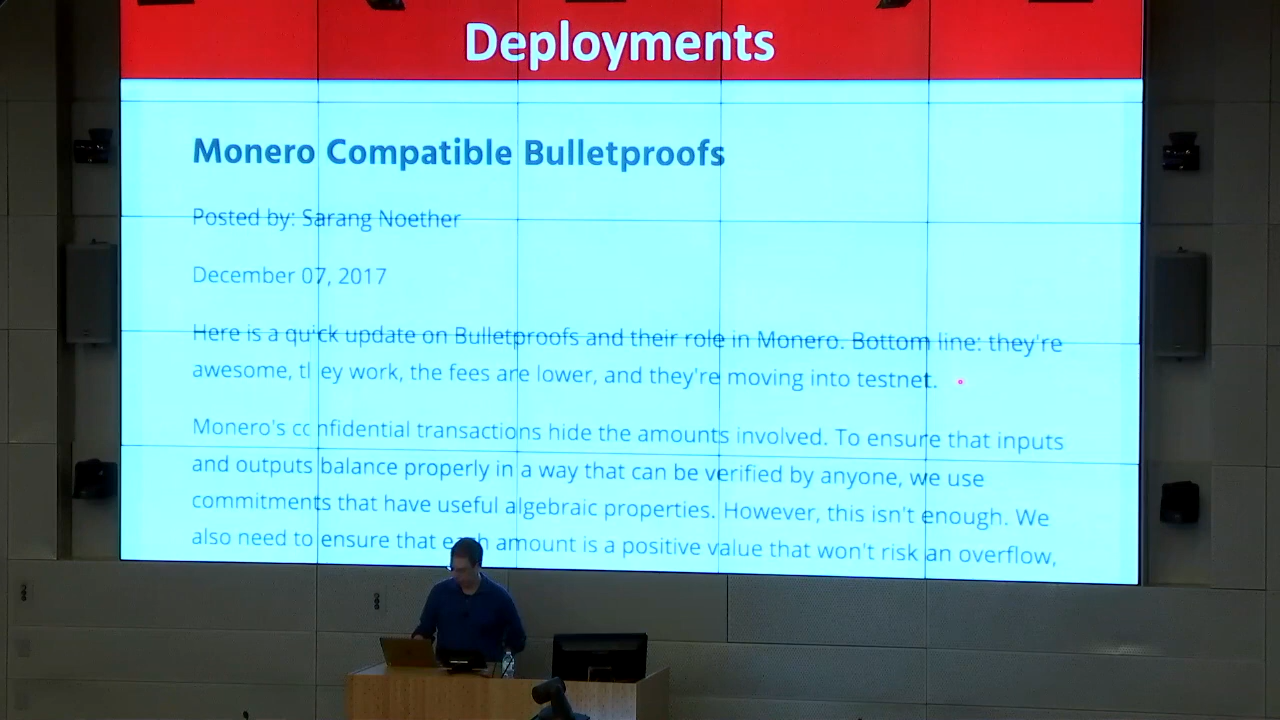 Deployments
Monero Compatible Bulletproofs
Posted by: Sarang Noether
December 07, 2017
Here is a quick update on Bulletproofs and their role in Monero. Bottom line: they're
awesome, they work, the fees are lower, and they're moving into testnet.
Monero's confidential transactions hide the amounts involved. To ensure that inputs
and outputs balance properly in a way that can be verified by anyone, we use
commitments that have useful algebraic properties. However, this isn't enough. We
also need to ensure that each amount is a positive value that won't risk an overflow,